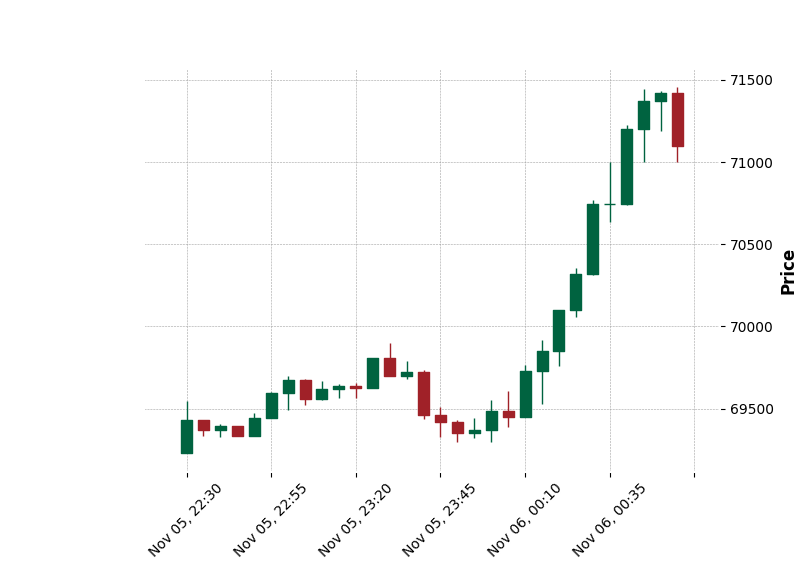 71500
71000
70500
70000
69500
Price
Nov 05, 22:30
Nov 05, 22:55
Nov 05, 23:20
Nov 05, 23:45
Nov 06, 00:10
Nov 06, 00:35